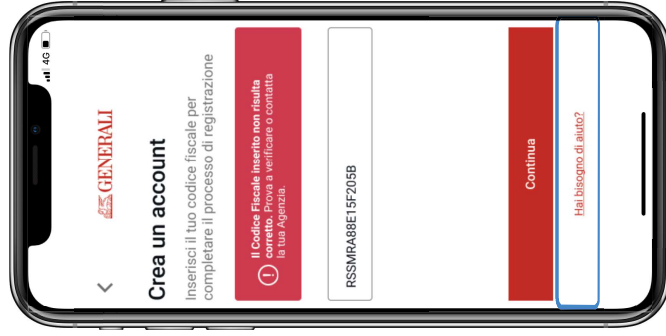 4G
GENERALI
Crea un account
Inserisci il tuo codice fiscale per
completare il processo di registrazione
Il Codice Fiscale inserito non risulta
corretto. Prova a verificare o contatta
la tua Agenzia.
RSSMRA88E15F205B
Continua
Hai bisogno di aiuto?